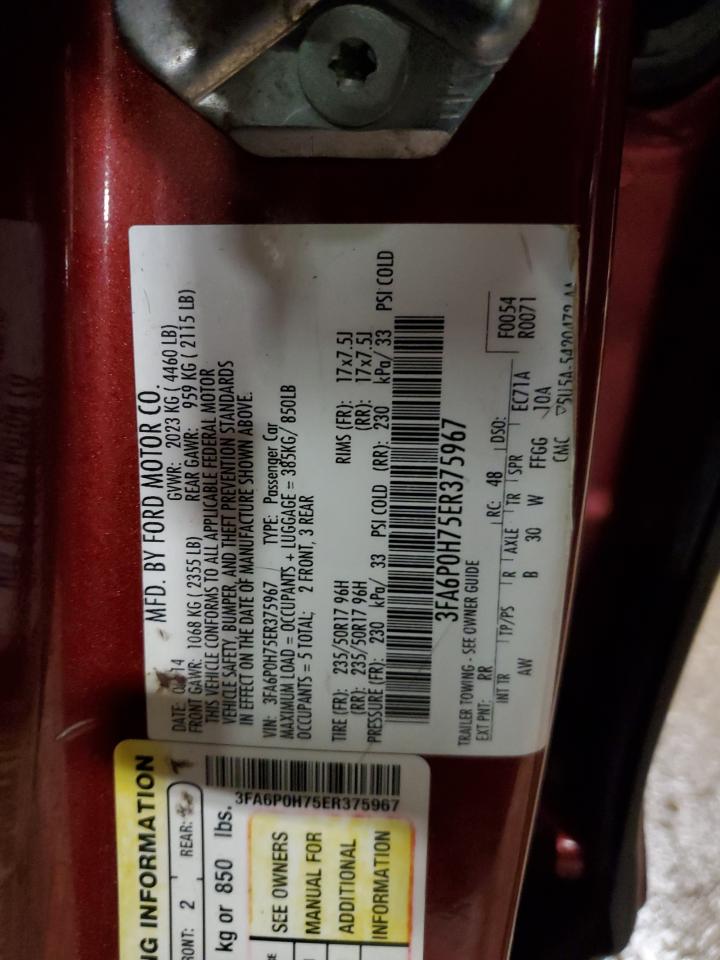 MFD. BY FORD MOTOR CO.
DATE: /14 GVWR: 2023 KG ( 4460 LB)
FRONT GAWR: 1068 KG ( 2355 LB) REAR GAWR: 959 KG ( 2115 LB)
THIS VEHICLE CONFORMS TO ALL APPLICABLE FEDERAL MOTOR
VEHICLE SAFETY, BUMPER, AND THEFT PREVENTION STANDARDS
IN EFFECT ON THE DATE OF MANUFACTURE SHOWN ABOVE.
VIN: 3FA6P0H75ER375967 TYPE: Passenger Car
MAXIMUM LOAD = OCCUPANTS + LUGGAGE = 385KG/ 850LB
OCCUPANTS = 5 TOTAL; 2 FRONT, 3 REAR
TIRE (FR): 235/50R17 96H RIMS (FR): 17x7.5J
(RR): 235/50R17 96H (RR): 17x7.5J
PRESSURE (FR): 230 kPa/ 33 PSI COLD (RR): 230 kPa/ 33 PSI COLD
3FA6P0H75ER375967
TRAILER TOWING - SEE OWNER GUIDE
EXT PNT: RR RC: 48 DSO: F0054
R0071
INT TR TP/PS R AXLE TR SPR EC71A
AW B 30 W FFGG 10A
CMC
NG INFORMATION
RONT: 2 REAR:
kg or 850 lbs.
3FA6P0H75ER375967
SEE OWNERS
MANUAL FOR
ADDITIONAL
INFORMATION